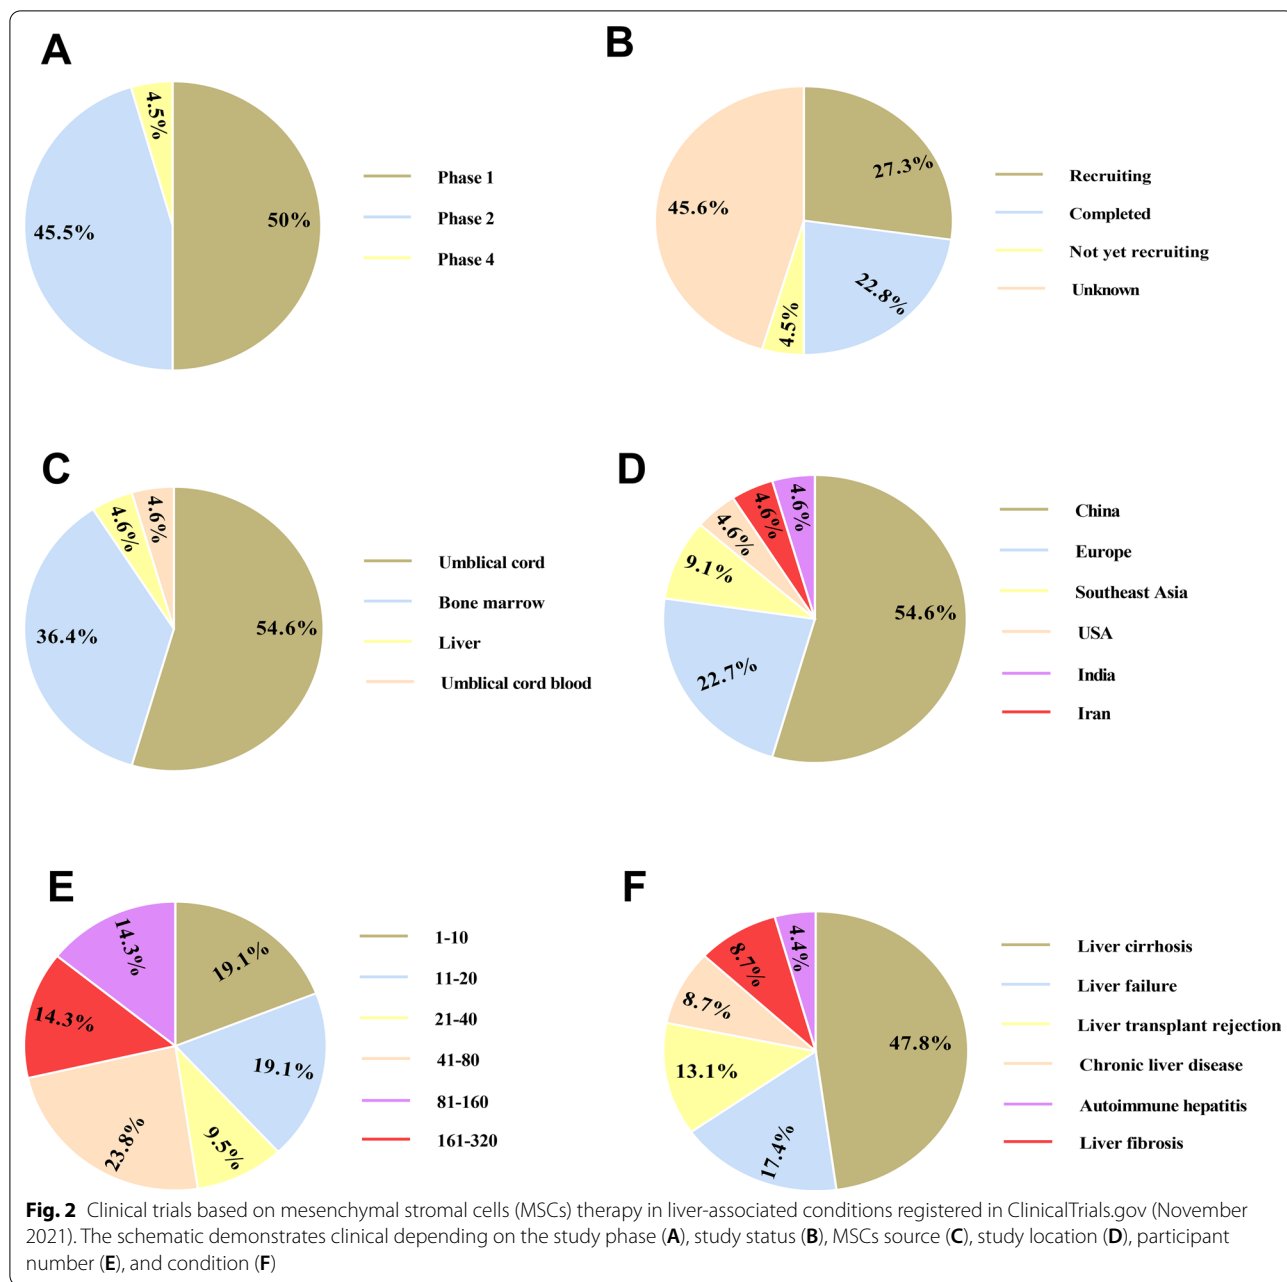 A
4.5%
50%
45.5%
Phase 1
Phase 2
Phase 4
B
27.3%
45.6%
22.8%
4.5%
Recruiting
Completed
Not yet recruiting
Unknown
C
4.6%
4.6%
54.6%
36.4%
Umblical cord
Bone marrow
Liver
Umblical cord blood
D
4.6%
4.6%
4.6%
9.1%
54.6%
22.7%
China
Europe
Southeast Asia
USA
India
Iran
E
14.3%
19.1%
14.3%
19.1%
23.8%
9.5%
1-10
11-20
21-40
41-80
81-160
161-320
F
4.4%
8.7%
8.7%
47.8%
13.1%
17.4%
Liver cirrhosis
Liver failure
Liver transplant rejection
Chronic liver disease
Autoimmune hepatitis
Liver fibrosis
Fig. 2 Clinical trials based on mesenchymal stromal cells (MSCs) therapy in liver-associated conditions registered in ClinicalTrials.gov (November
2021). The schematic demonstrates clinical depending on the study phase (A), study status (B), MSCs source (C), study location (D), participant
number (E), and condition (F)